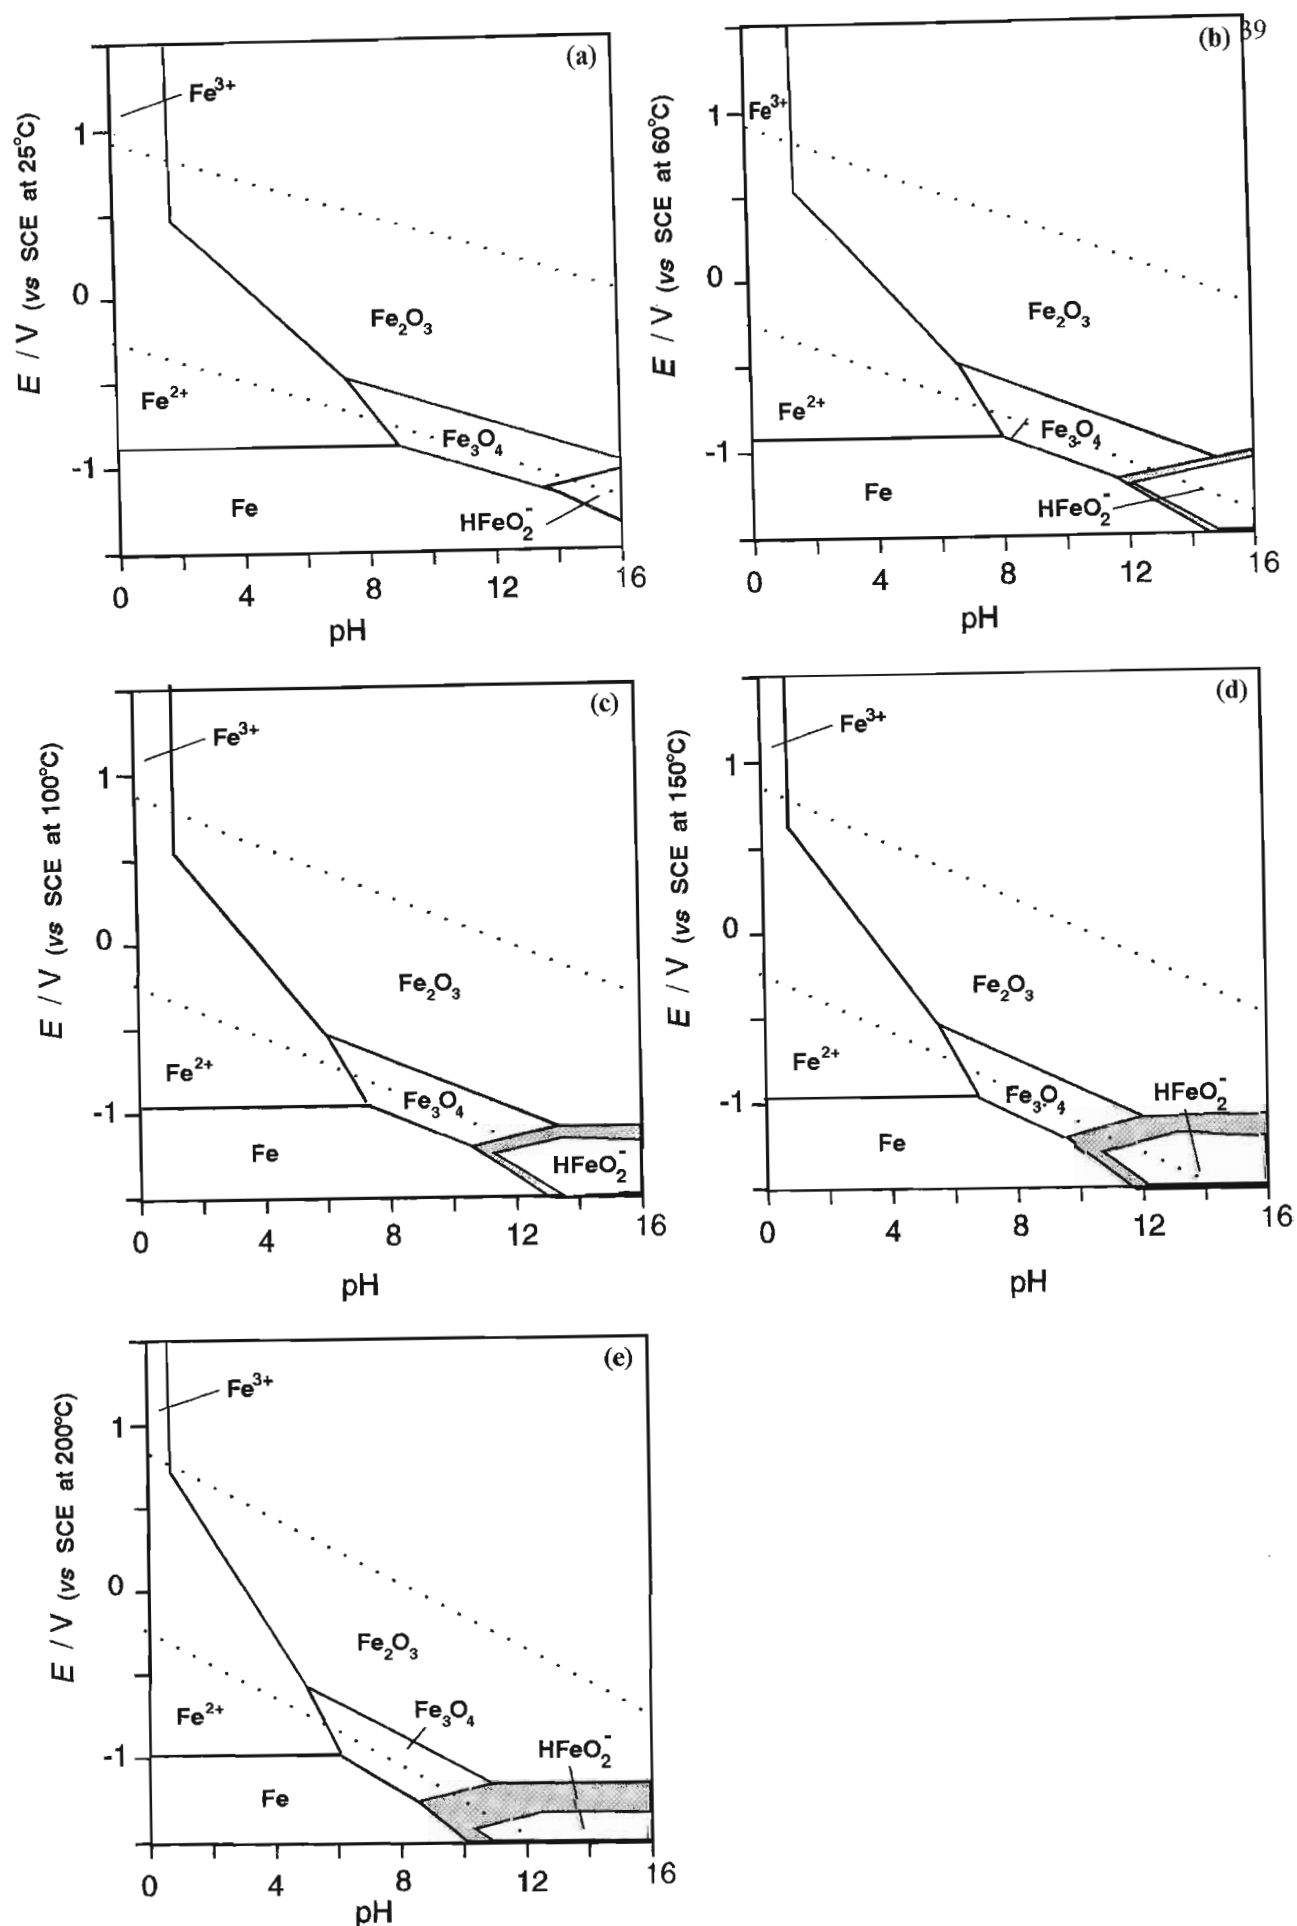 (a)
Fe³⁺
1
0
-1
E / V (vs SCE at 25°C)
Fe₂O₃
Fe²⁺
Fe₃O₄
Fe
HFeO₂⁻
0 4 8 12 16
pH
(b) 39
Fe³⁺
1
0
-1
E / V (vs SCE at 60°C)
Fe₂O₃
Fe²⁺
Fe₃O₄
Fe
HFeO₂⁻
0 4 8 12 16
pH
(c)
Fe³⁺
1
0
-1
E / V (vs SCE at 100°C)
Fe₂O₃
Fe²⁺
Fe₃O₄
Fe
HFeO₂⁻
0 4 8 12 16
pH
(d)
Fe³⁺
1
0
-1
E / V (vs SCE at 150°C)
Fe₂O₃
Fe²⁺
Fe₃O₄
HFeO₂⁻
Fe
0 4 8 12 16
pH
(e)
Fe³⁺
1
0
-1
E / V (vs SCE at 200°C)
Fe₂O₃
Fe²⁺
Fe₃O₄
HFeO₂⁻
Fe
0 4 8 12 16
pH